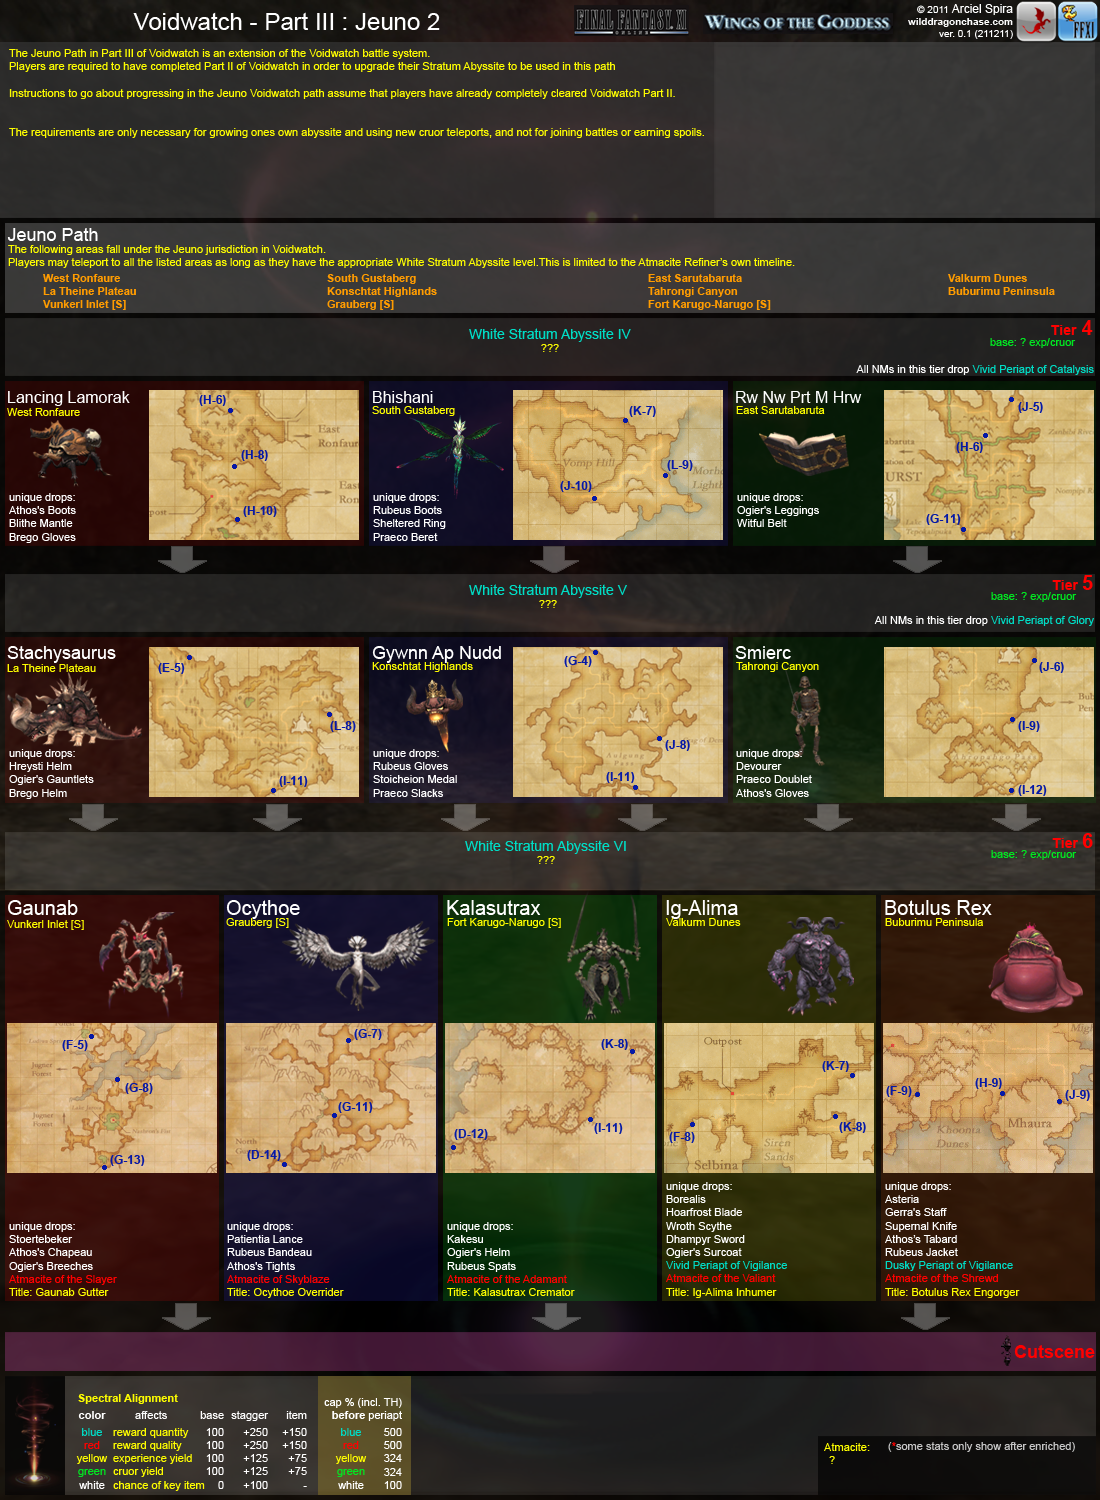 Voidwatch - Part III : Jeuno 2
FINAL FANTASY XI
ONLINE
WINGS OF THE GODDESS
© 2011 Arciel Spira
wilddragonchase.com
ver. 0.1 (211211)
FFXI
The Jeuno Path in Part III of Voidwatch is an extension of the Voidwatch battle system.
Players are required to have completed Part II of Voidwatch in order to upgrade their Stratum Abyssite to be used in this path
Instructions to go about progressing in the Jeuno Voidwatch path assume that players have already completely cleared Voidwatch Part II.
The requirements are only necessary for growing ones own abyssite and using new cruor teleports, and not for joining battles or earning spoils.
Jeuno Path
The following areas fall under the Jeuno jurisdiction in Voidwatch.
Players may teleport to all the listed areas as long as they have the appropriate White Stratum Abyssite level.This is limited to the Atmacite Refiner's own timeline.
West Ronfaure South Gustaberg East Sarutabaruta Valkurm Dunes
La Theine Plateau Konschtat Highlands Tahrongi Canyon Buburimu Peninsula
Vunkerl Inlet [S] Grauberg [S] Fort Karugo-Narugo [S]
White Stratum Abyssite IV
???
Tier 4
base: ? exp/cruor
All NMs in this tier drop Vivid Periapt of Catalysis
Lancing Lamorak
West Ronfaure
unique drops:
Athos's Boots
Blithe Mantle
Brego Gloves
(H-6)
(H-8)
(H-10)
East
Ronfaur
East
Ron
post
Bhishani
South Gustaberg
unique drops:
Rubeus Boots
Sheltered Ring
Praeco Beret
(K-7)
(L-9)
(J-10)
Vomp Hill
Morh
Lighth
Rw Nw Prt M Hrw
East Sarutabaruta
unique drops:
Ogier's Leggings
Witful Belt
(J-5)
(H-6)
(G-11)
baruta
URST
White Stratum Abyssite V
???
Tier 5
base: ? exp/cruor
All NMs in this tier drop Vivid Periapt of Glory
Stachysaurus
La Theine Plateau
unique drops:
Hreysti Helm
Ogier's Gauntlets
Brego Helm
(E-5)
(L-8)
(I-11)
Gywnn Ap Nudd
Konschtat Highlands
unique drops:
Rubeus Gloves
Stoicheion Medal
Praeco Slacks
(G-4)
(J-8)
(I-11)
Smierc
Tahrongi Canyon
unique drops:
Devourer
Praeco Doublet
Athos's Gloves
(J-6)
(I-9)
(I-12)
Bub
Pen
White Stratum Abyssite VI
???
Tier 6
base: ? exp/cruor
Gaunab
Vunkerl Inlet [S]
(F-5)
(G-8)
(G-13)
Jugner
Forest
Jugner
Forest
unique drops:
Stoertebeker
Athos's Chapeau
Ogier's Breeches
Atmacite of the Slayer
Title: Gaunab Gutter
Ocythoe
Grauberg [S]
(G-7)
(G-11)
(D-14)
North
unique drops:
Patientia Lance
Rubeus Bandeau
Athos's Tights
Atmacite of Skyblaze
Title: Ocythoe Overrider
Kalasutrax
Fort Karugo-Narugo [S]
(K-8)
(I-11)
(D-12)
unique drops:
Kakesu
Ogier's Helm
Rubeus Spats
Atmacite of the Adamant
Title: Kalasutrax Cremator
Ig-Alima
Valkurm Dunes
Outpost
(K-7)
(K-8)
(F-8)
Siren
Sands
Selbina
unique drops:
Borealis
Hoarfrost Blade
Wroth Scythe
Dhampyr Sword
Ogier's Surcoat
Vivid Periapt of Vigilance
Atmacite of the Valiant
Title: Ig-Alima Inhumer
Botulus Rex
Buburimu Peninsula
(F-9)
(H-9)
(J-9)
Mhaura
Khoonta
Dunes
unique drops:
Asteria
Gerra's Staff
Supernal Knife
Athos's Tabard
Rubeus Jacket
Dusky Periapt of Vigilance
Atmacite of the Shrewd
Title: Botulus Rex Engorger
Cutscene
Spectral Alignment
color affects base stagger item
blue reward quantity 100 +250 +150
red reward quality 100 +250 +150
yellow experience yield 100 +125 +75
green cruor yield 100 +125 +75
white chance of key item 0 +100 -
cap % (incl. TH)
before periapt
blue 500
red 500
yellow 324
green 324
white 100
Atmacite: (*some stats only show after enriched)
?